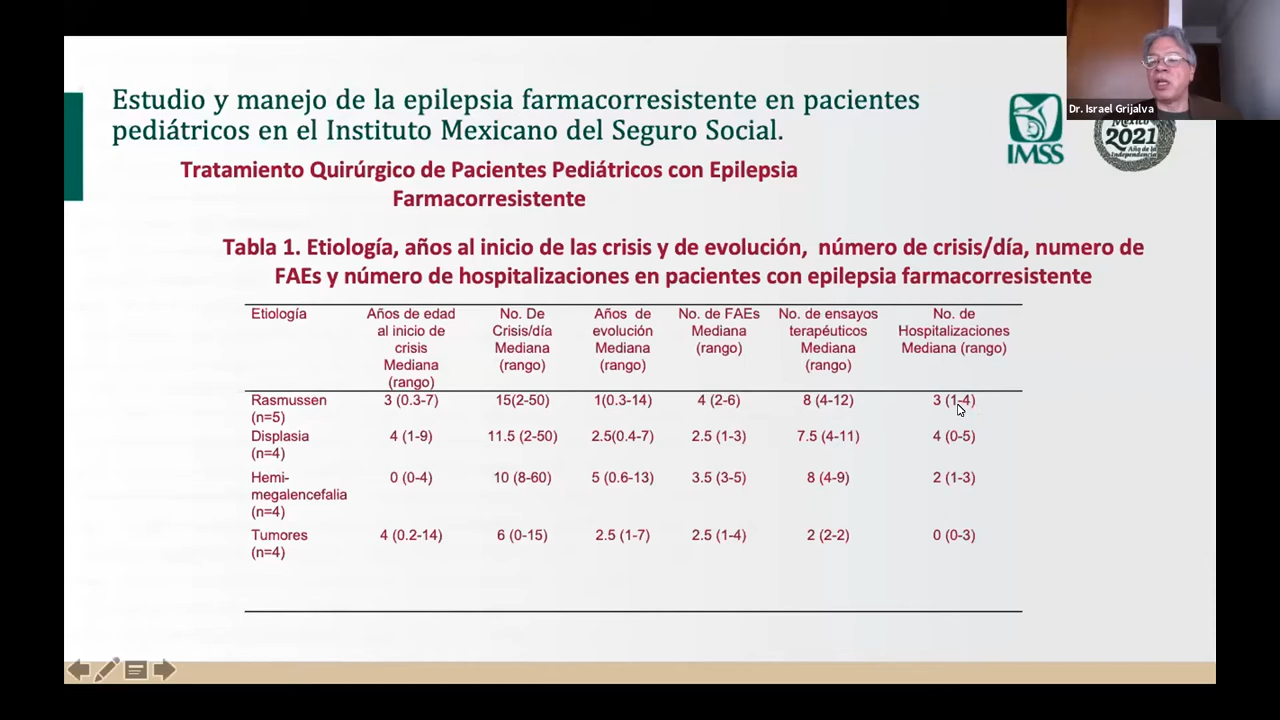 Estudio y manejo de la epilepsia farmacorresistente en pacientes
pediátricos en el Instituto Mexicano del Seguro Social.
Dr. Israel Grijalva
IMSS
México
2021
Año de la
Independencia
Tratamiento Quirúrgico de Pacientes Pediátricos con Epilepsia
Farmacorresistente
Tabla 1. Etiología, años al inicio de las crisis y de evolución, número de crisis/día, numero de
FAEs y número de hospitalizaciones en pacientes con epilepsia farmacorresistente
Etiología
Años de edad
al inicio de
crisis
Mediana
(rango)
No. De
Crisis/día
Mediana
(rango)
Años de
evolución
Mediana
(rango)
No. de FAEs
Mediana
(rango)
No. de ensayos
terapéuticos
Mediana
(rango)
No. de
Hospitalizaciones
Mediana (rango)
Rasmussen
(n=5)
3 (0.3-7) 15(2-50) 1(0.3-14) 4 (2-6) 8 (4-12) 3 (1-4)
Displasia
(n=4)
4 (1-9) 11.5 (2-50) 2.5(0.4-7) 2.5 (1-3) 7.5 (4-11) 4 (0-5)
Hemi-
megalencefalia
(n=4)
0 (0-4) 10 (8-60) 5 (0.6-13) 3.5 (3-5) 8 (4-9) 2 (1-3)
Tumores
(n=4)
4 (0.2-14) 6 (0-15) 2.5 (1-7) 2.5 (1-4) 2 (2-2) 0 (0-3)